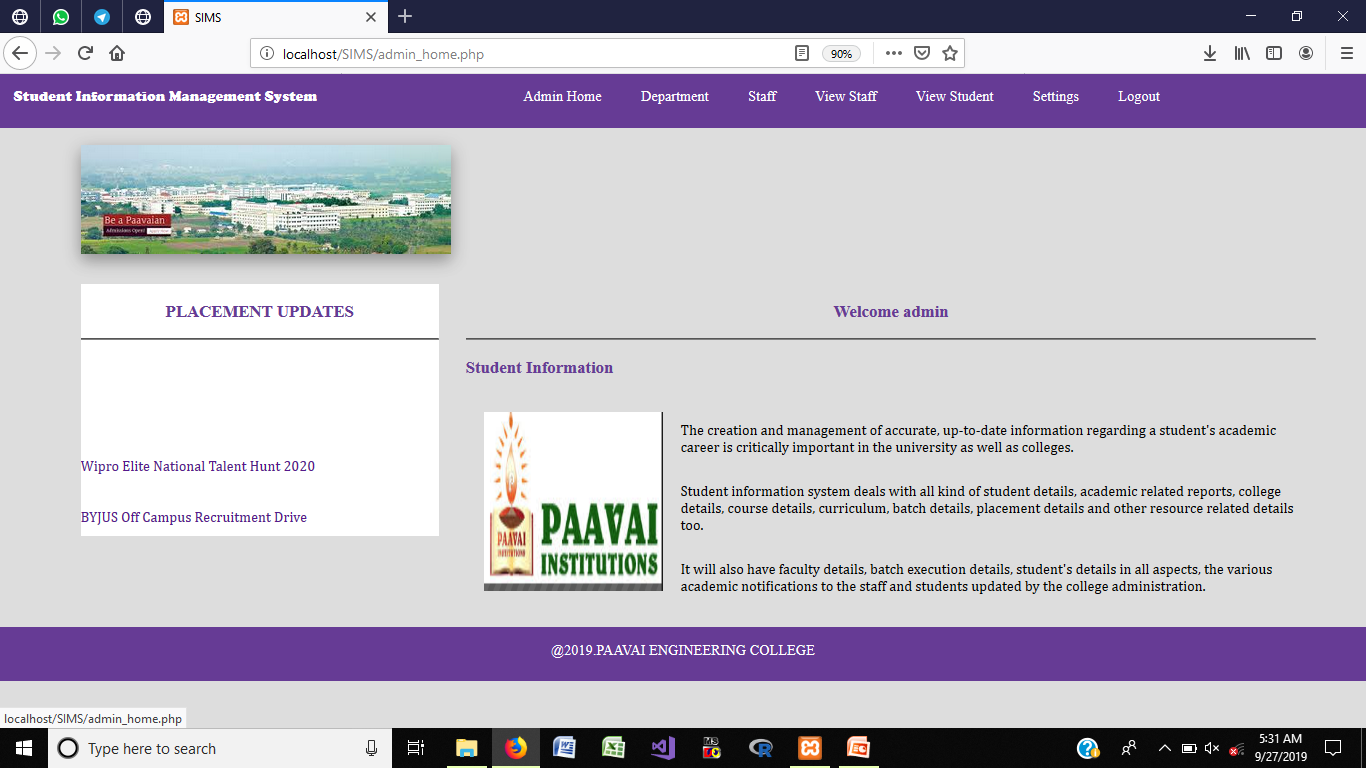 SIMS
localhost/SIMS/admin_home.php
90%
Student Information Management System
Admin Home
Department
Staff
View Staff
View Student
Settings
Logout
Be a Paavaian
Admissions Open!
PLACEMENT UPDATES
Wipro Elite National Talent Hunt 2020
BYJUS Off Campus Recruitment Drive
Welcome admin
Student Information
PAAVAI
INSTITUTIONS
PAAVAI
INSTITUTIONS
The creation and management of accurate, up-to-date information regarding a student's academic
career is critically important in the university as well as colleges.
Student information system deals with all kind of student details, academic related reports, college
details, course details, curriculum, batch details, placement details and other resource related details
too.
It will also have faculty details, batch execution details, student's details in all aspects, the various
academic notifications to the staff and students updated by the college administration.
@2019.PAAVAI ENGINEERING COLLEGE
localhost/SIMS/admin_home.php
Type here to search
5:31 AM
9/27/2019